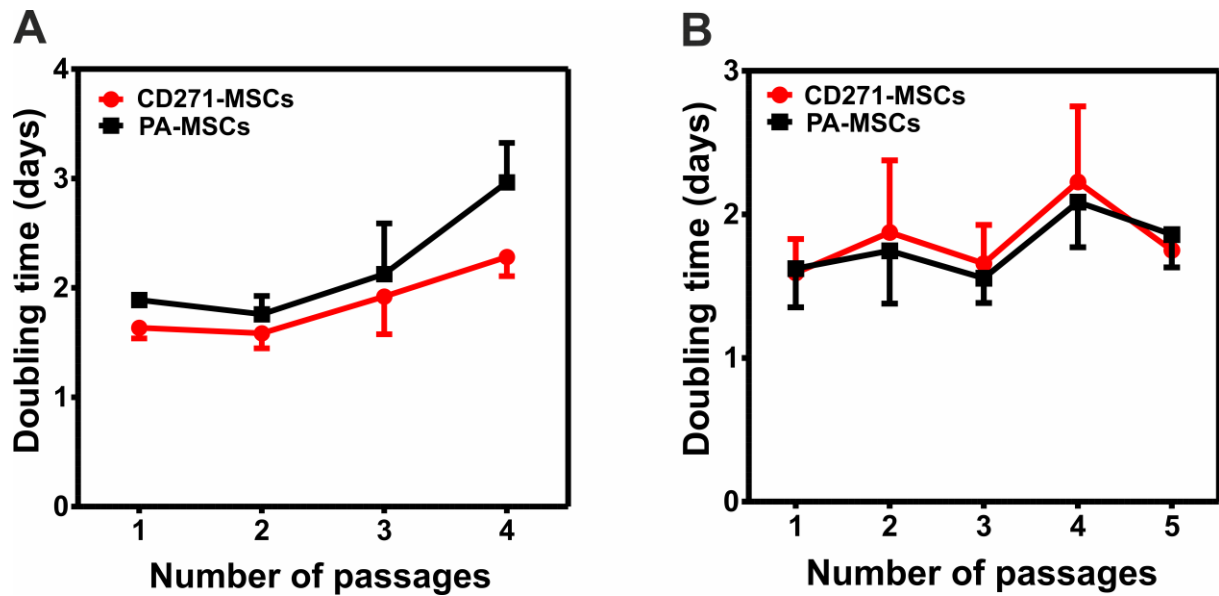 A
Doubling time (days)
4
3
2
1
0
CD271-MSCs
PA-MSCs
1 2 3 4
Number of passages
B
Doubling time (days)
3
2
1
0
CD271-MSCs
PA-MSCs
1 2 3 4 5
Number of passages